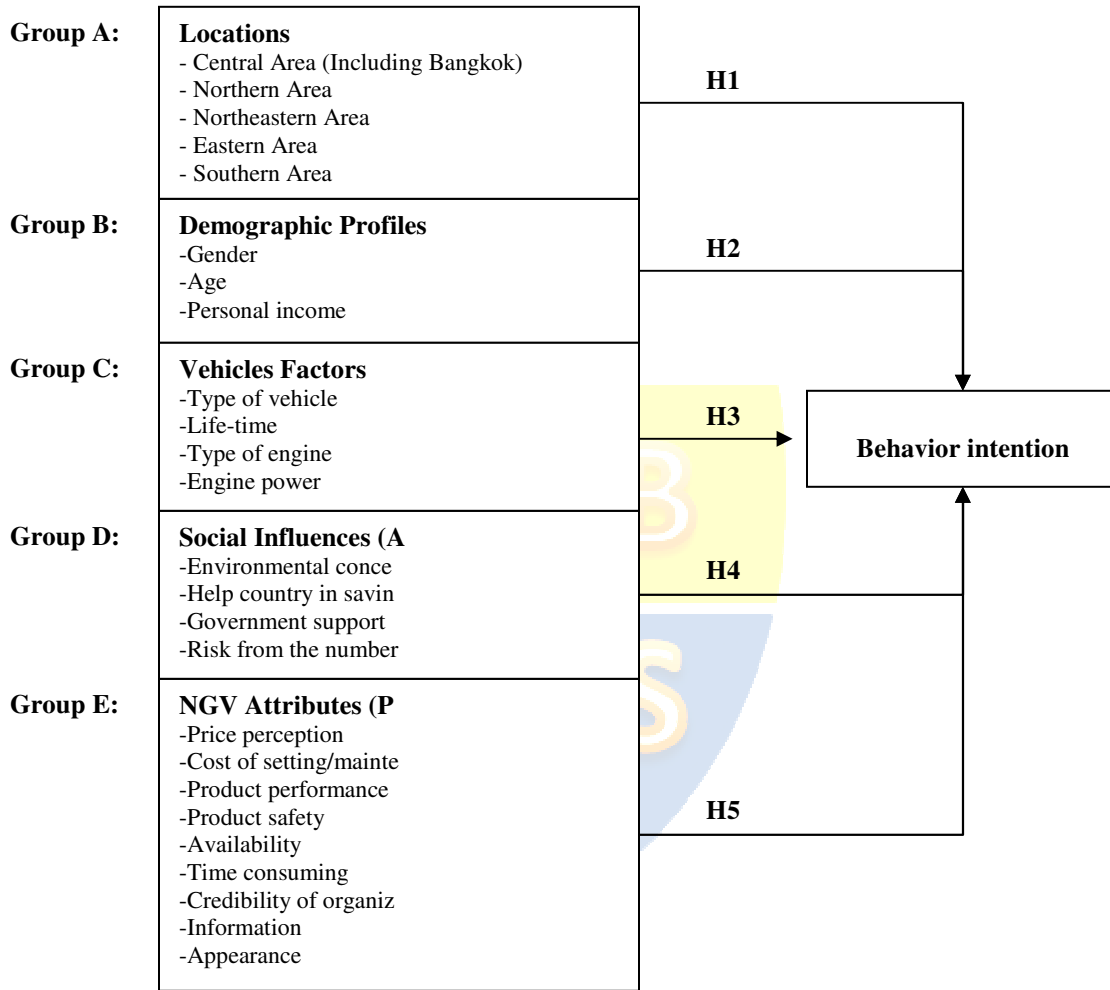 Group A:
Locations
- Central Area (Including Bangkok)
- Northern Area
- Northeastern Area
- Eastern Area
- Southern Area
H1
Group B:
Demographic Profiles
-Gender
-Age
-Personal income
H2
Group C:
Vehicles Factors
-Type of vehicle
-Life-time
-Type of engine
-Engine power
H3
Behavior intention
Group D:
Social Influences (A
-Environmental conce
-Help country in savin
-Government support
-Risk from the number
H4
Group E:
NGV Attributes (P
-Price perception
-Cost of setting/mainte
-Product performance
-Product safety
-Availability
-Time consuming
-Credibility of organiz
-Information
-Appearance
H5
B
S